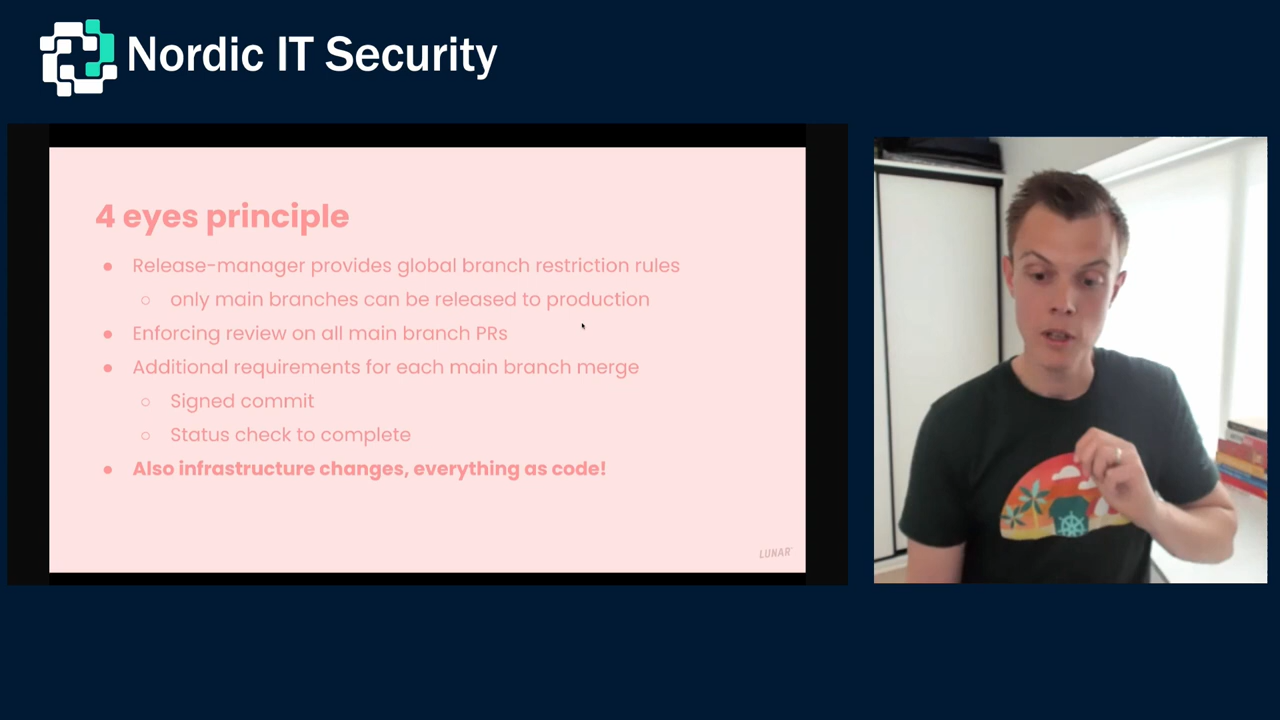 Nordic IT Security
4 eyes principle
● Release-manager provides global branch restriction rules
○ only main branches can be released to production
● Enforcing review on all main branch PRs
● Additional requirements for each main branch merge
○ Signed commit
○ Status check to complete
● Also infrastructure changes, everything as code!
LUNAR